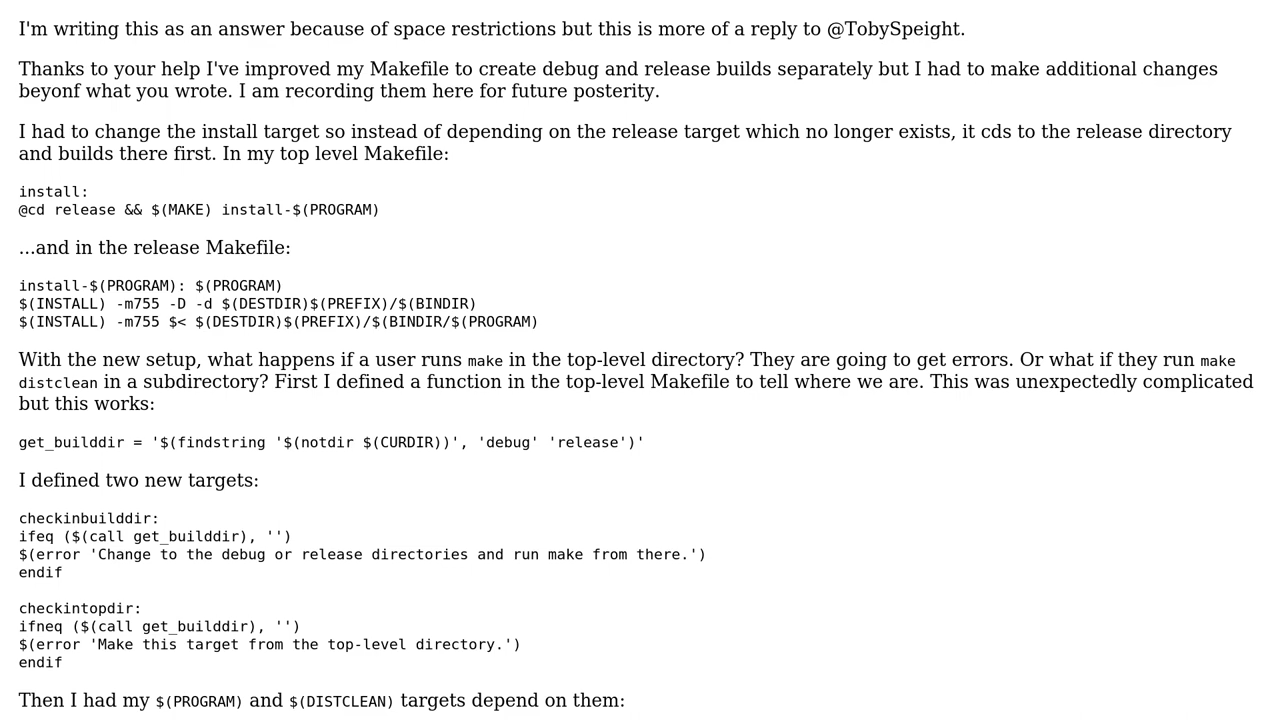 I'm writing this as an answer because of space restrictions but this is more of a reply to @TobySpeight.
Thanks to your help I've improved my Makefile to create debug and release builds separately but I had to make additional changes
beyonf what you wrote. I am recording them here for future posterity.
I had to change the install target so instead of depending on the release target which no longer exists, it cds to the release directory
and builds there first. In my top level Makefile:
install:
@cd release && $(MAKE) install-$(PROGRAM)
...and in the release Makefile:
install-$(PROGRAM): $(PROGRAM)
$(INSTALL) -m755 -D -d $(DESTDIR)$(PREFIX)/$(BINDIR)
$(INSTALL) -m755 $< $(DESTDIR)$(PREFIX)/$(BINDIR/$(PROGRAM)
With the new setup, what happens if a user runs make in the top-level directory? They are going to get errors. Or what if they run make
distclean in a subdirectory? First I defined a function in the top-level Makefile to tell where we are. This was unexpectedly complicated
but this works:
get_builddir = '$(findstring '$(notdir $(CURDIR))', 'debug' 'release')'
I defined two new targets:
checkinbuilddir:
ifeq ($(call get_builddir), '')
$(error 'Change to the debug or release directories and run make from there.')
endif
checkintopdir:
ifneq ($(call get_builddir), '')
$(error 'Make this target from the top-level directory.')
endif
Then I had my $(PROGRAM) and $(DISTCLEAN) targets depend on them: